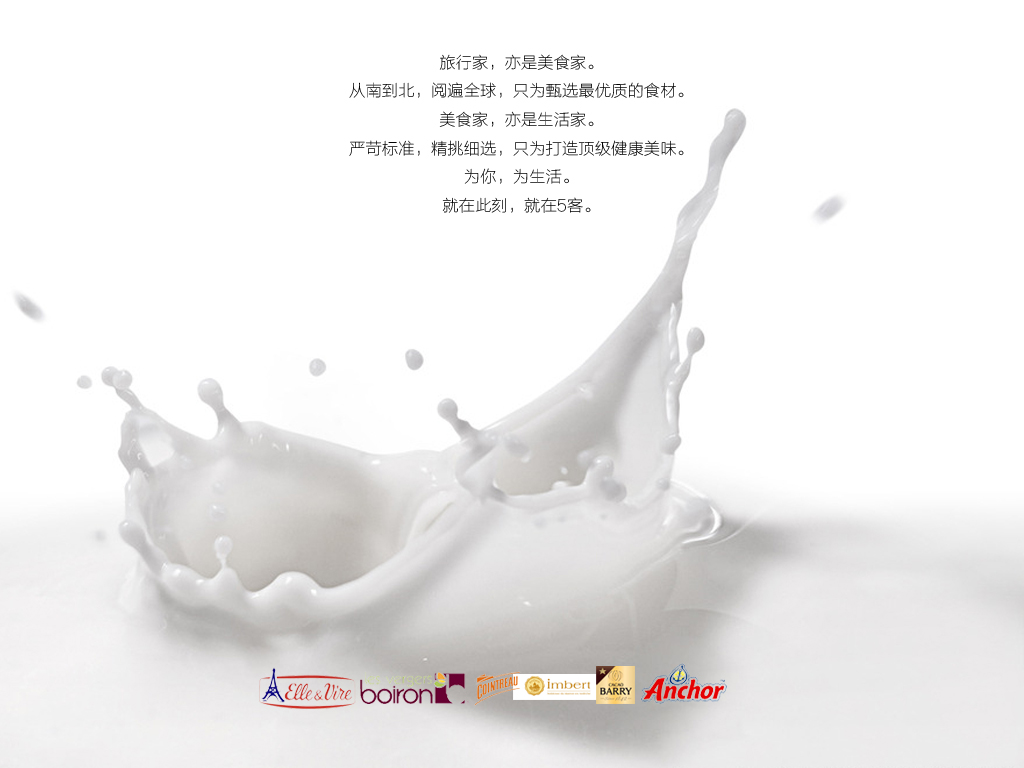 旅行家，亦是美食家。
从南到北，阅遍全球，只为甄选最优质的食材。
美食家，亦是生活家。
严苛标准，精挑细选，只为打造顶级健康美味。
为你，为生活。
就在此刻，就在5客。
Elle & Vire
boiron
COINTREAU
imbert
CACAO
BARRY
Anchor